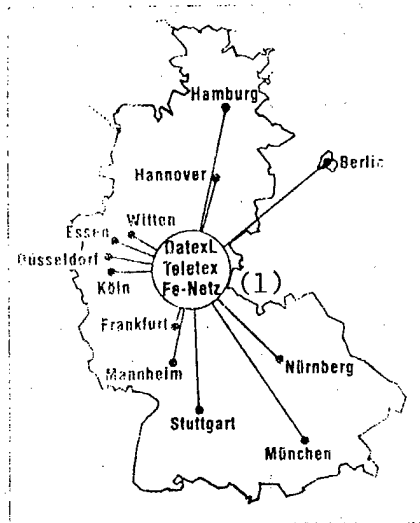 Hamburg
Berlin
Hannover
Witten
Essen
Düsseldorf
Köln
DatexL
Teletex
Fe-Netz
(1)
Frankfurt
Mannheim
Nürnberg
Stuttgart
München